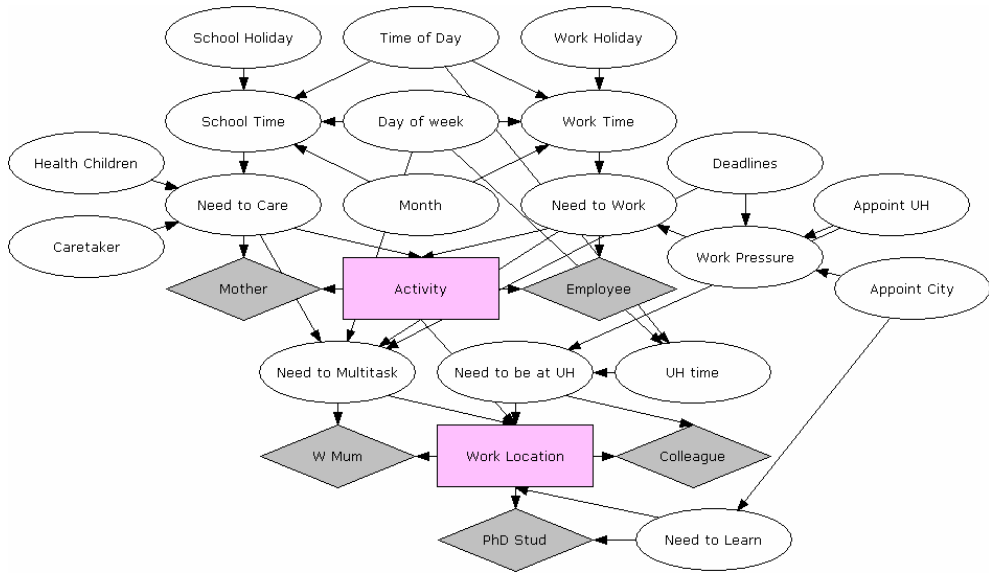 School Holiday
Time of Day
Work Holiday
School Time
Day of week
Work Time
Health Children
Deadlines
Need to Care
Month
Need to Work
Appoint UH
Caretaker
Work Pressure
Mother
Activity
Employee
Appoint City
Need to Multitask
Need to be at UH
UH time
W Mum
Work Location
Colleague
PhD Stud
Need to Learn